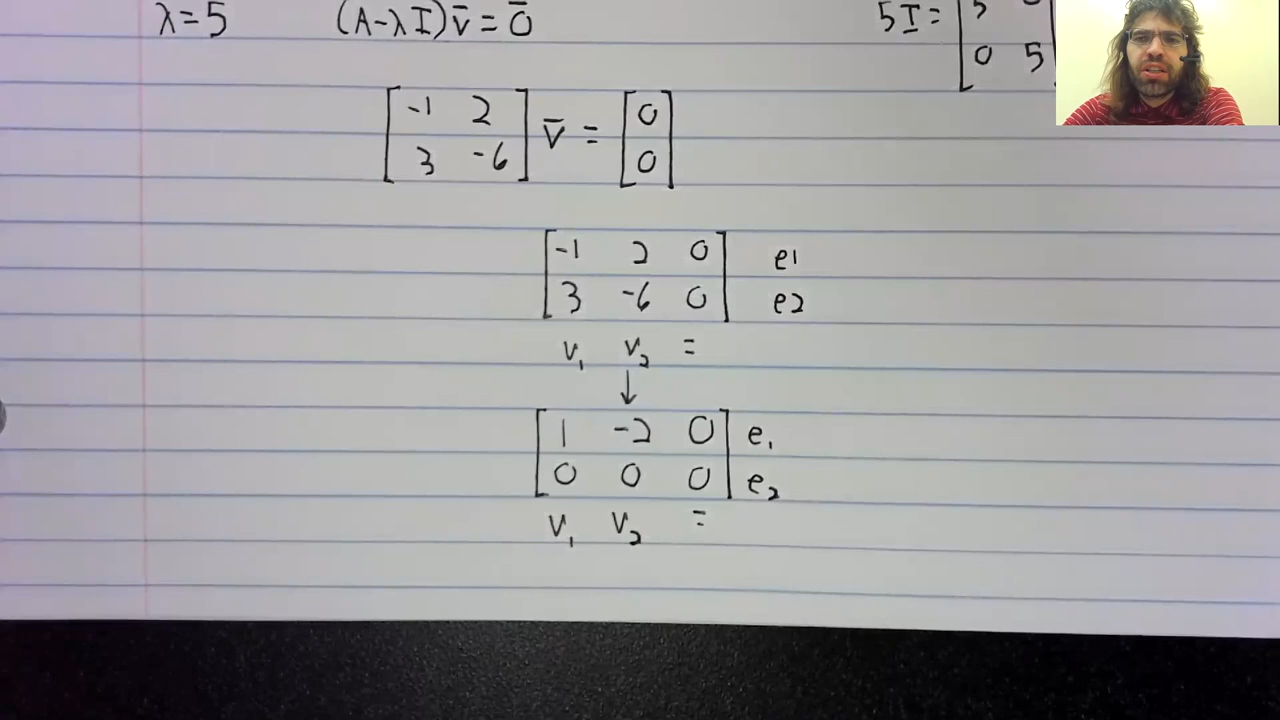 λ=5 (A-λI)v̄ = 0̄ 5I= [5
0 5
[-1 2] v̄ = [0]
[3 -6] [0]
[-1 2 0] e1
[3 -6 0] e2
v₁ v₂ =
↓
[1 -2 0] e₁
[0 0 0] e₂
v₁ v₂ =